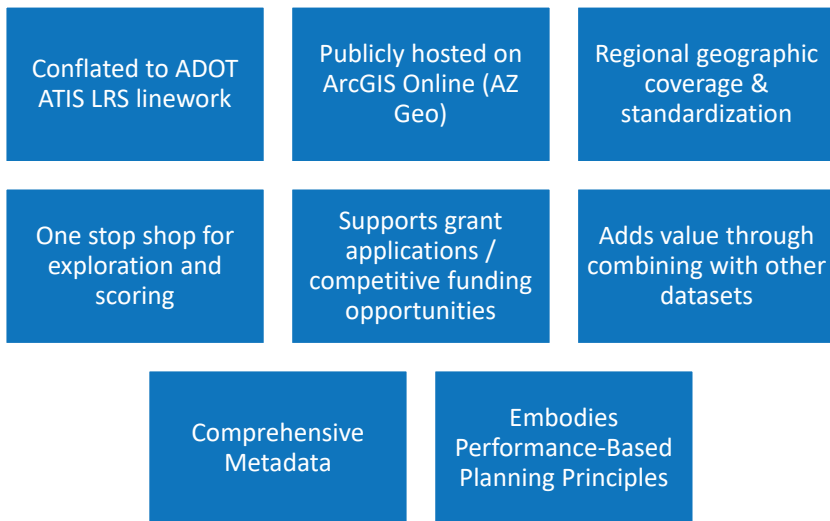 Conflated to ADOT
ATIS LRS linework
Publicly hosted on
ArcGIS Online (AZ
Geo)
Regional geographic
coverage &
standardization
One stop shop for
exploration and
scoring
Supports grant
applications /
competitive funding
opportunities
Adds value through
combining with other
datasets
Comprehensive
Metadata
Embodies
Performance-Based
Planning Principles